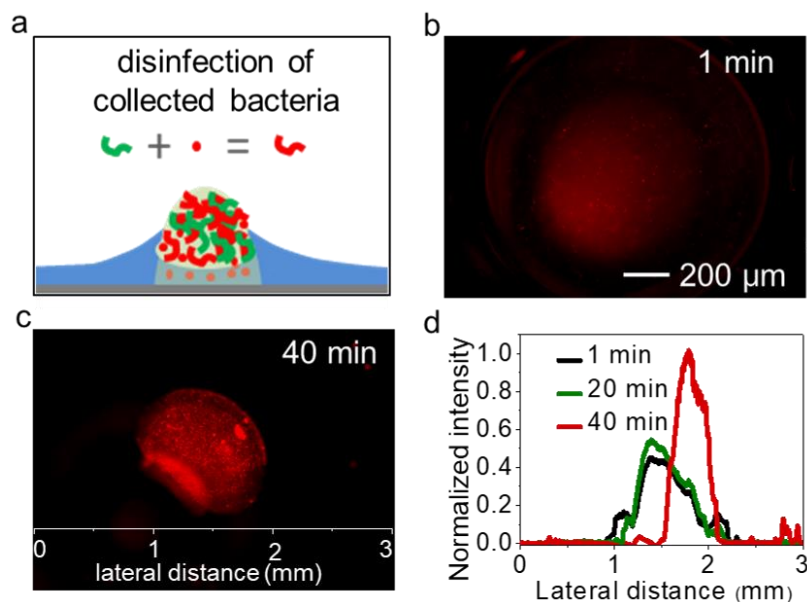 a
disinfection of
collected bacteria
+ =
b
1 min
200 µm
c
40 min
0 1 2 3
lateral distance (mm)
d
1 min
20 min
40 min
Normalized intensity
1.0
0.8
0.6
0.4
0.2
0.0
0 1 2 3
Lateral distance (mm)